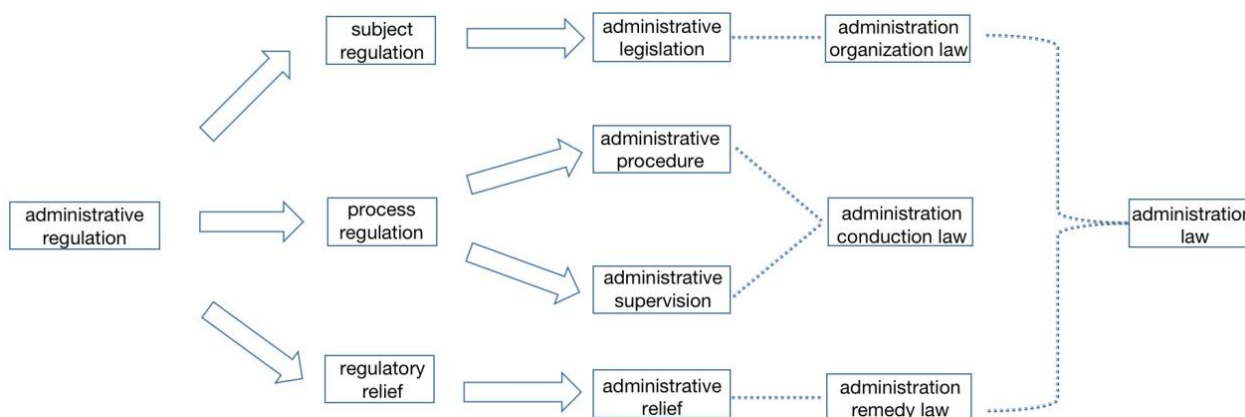 subject
regulation
administrative
legislation
administration
organization law
administrative
procedure
administrative
regulation
process
regulation
administration
conduction law
administration
law
administrative
supervision
regulatory
relief
administrative
relief
administration
remedy law